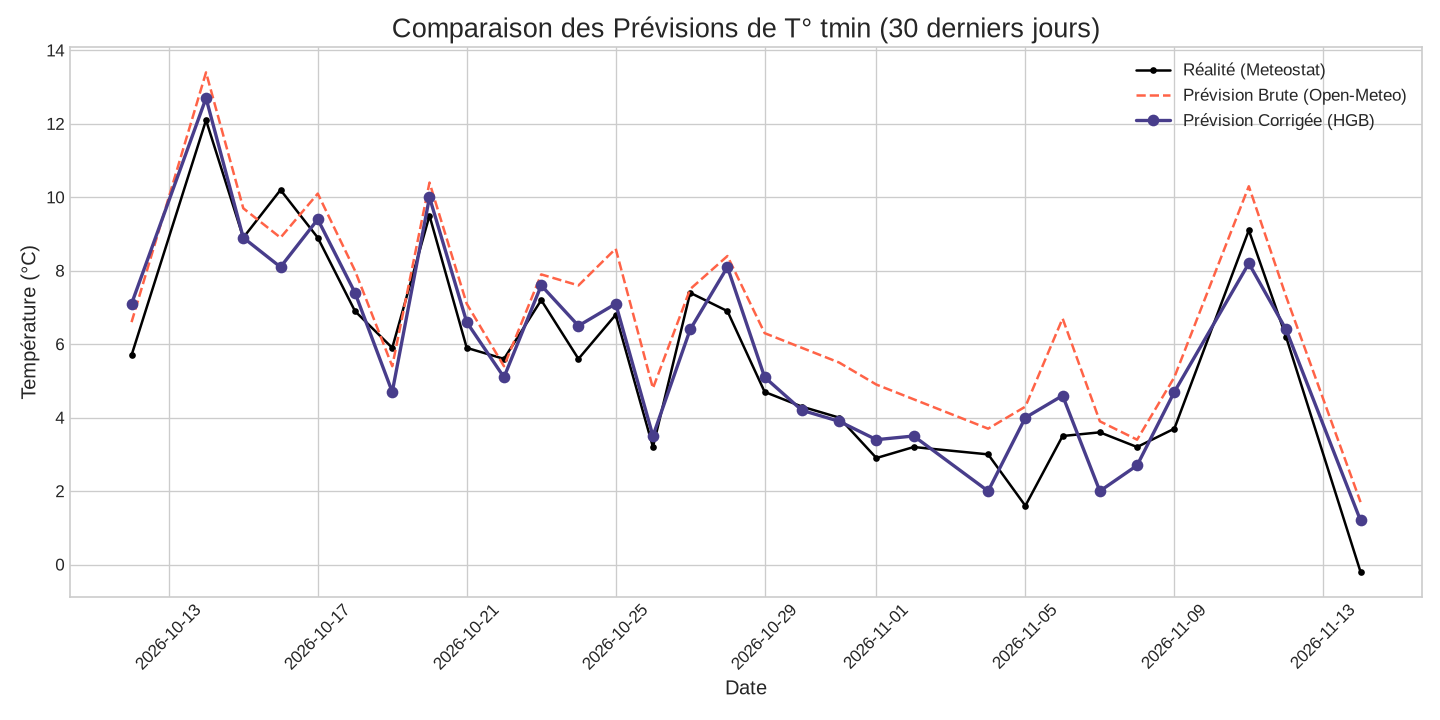 Comparaison des Prévisions de T° tmin (30 derniers jours)
Réalité (Meteostat)
Prévision Brute (Open-Meteo)
Prévision Corrigée (HGB)
Température (°C)
14
12
10
8
6
4
2
0
2026-10-13
2026-10-17
2026-10-21
2026-10-25
2026-10-29
2026-11-01
2026-11-05
2026-11-09
2026-11-13
Date